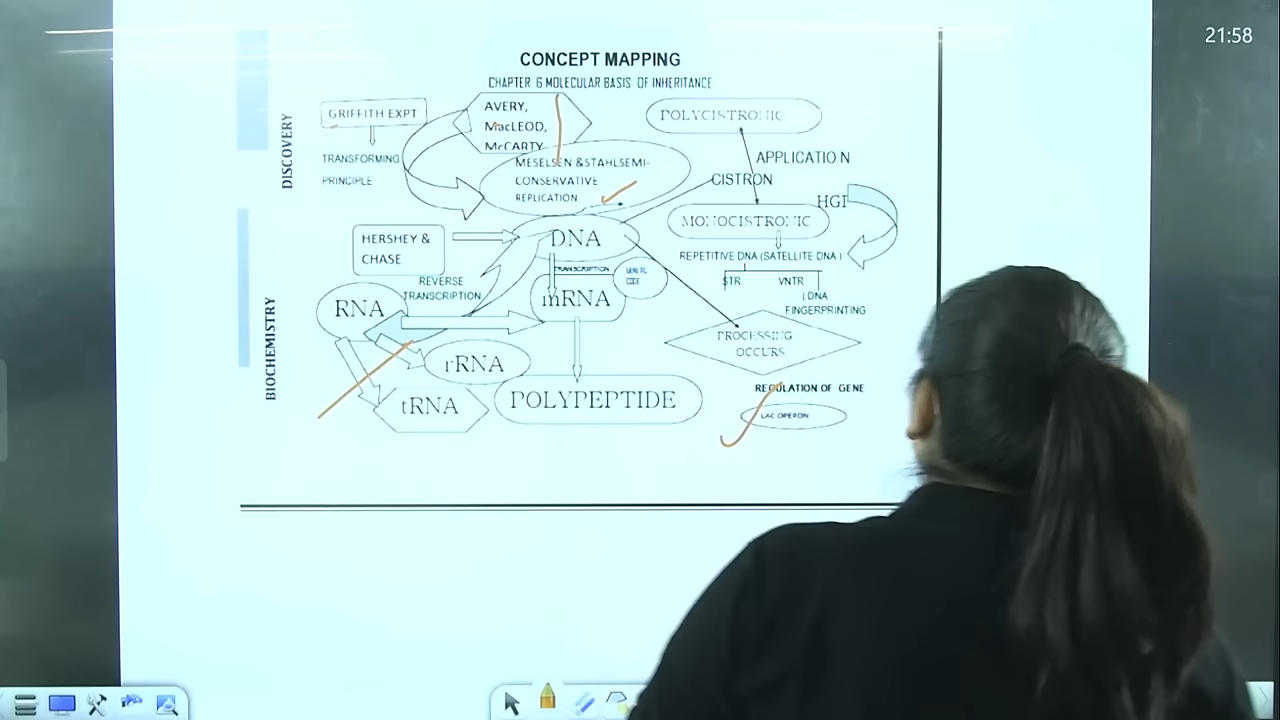 21:58
CONCEPT MAPPING
CHAPTER 6 MOLECULAR BASIS OF INHERITANCE
DISCOVERY
GRIFFITH EXPT
TRANSFORMING
PRINCIPLE
AVERY,
MacLEOD,
McCARTY
MESELSEN &STAHLSEMI-
CONSERVATIVE
REPLICATION
POLYCISTRONIC
APPLICATIO N
CISTRON
HGI
MONOCISTRONIC
HERSHEY &
CHASE
DNA
REPETITIVE DNA (SATELLITE DNA )
STR VNTR
( DNA
FINGERPRINTING
BIOCHEMISTRY
REVERSE
TRANSCRIPTION
TRANSCRIPTION
GENETIC
CODE
RNA
mRNA
PROCESSING
OCCURS
rRNA
tRNA
POLYPEPTIDE
REGULATION OF GENE
LAC OPERON